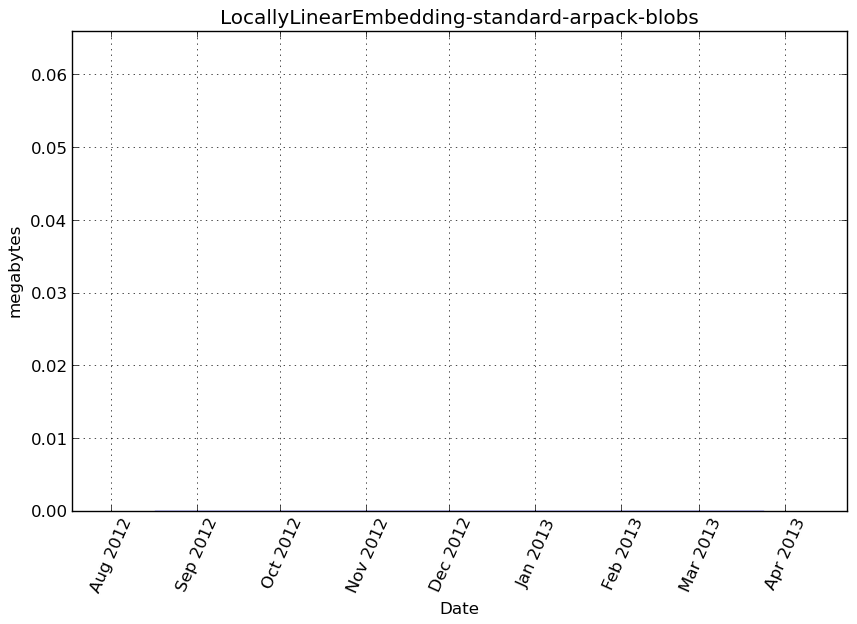 LocallyLinearEmbedding-standard-arpack-blobs
megabytes
0.06
0.05
0.04
0.03
0.02
0.01
0.00
Aug 2012
Sep 2012
Oct 2012
Nov 2012
Dec 2012
Jan 2013
Feb 2013
Mar 2013
Apr 2013
Date